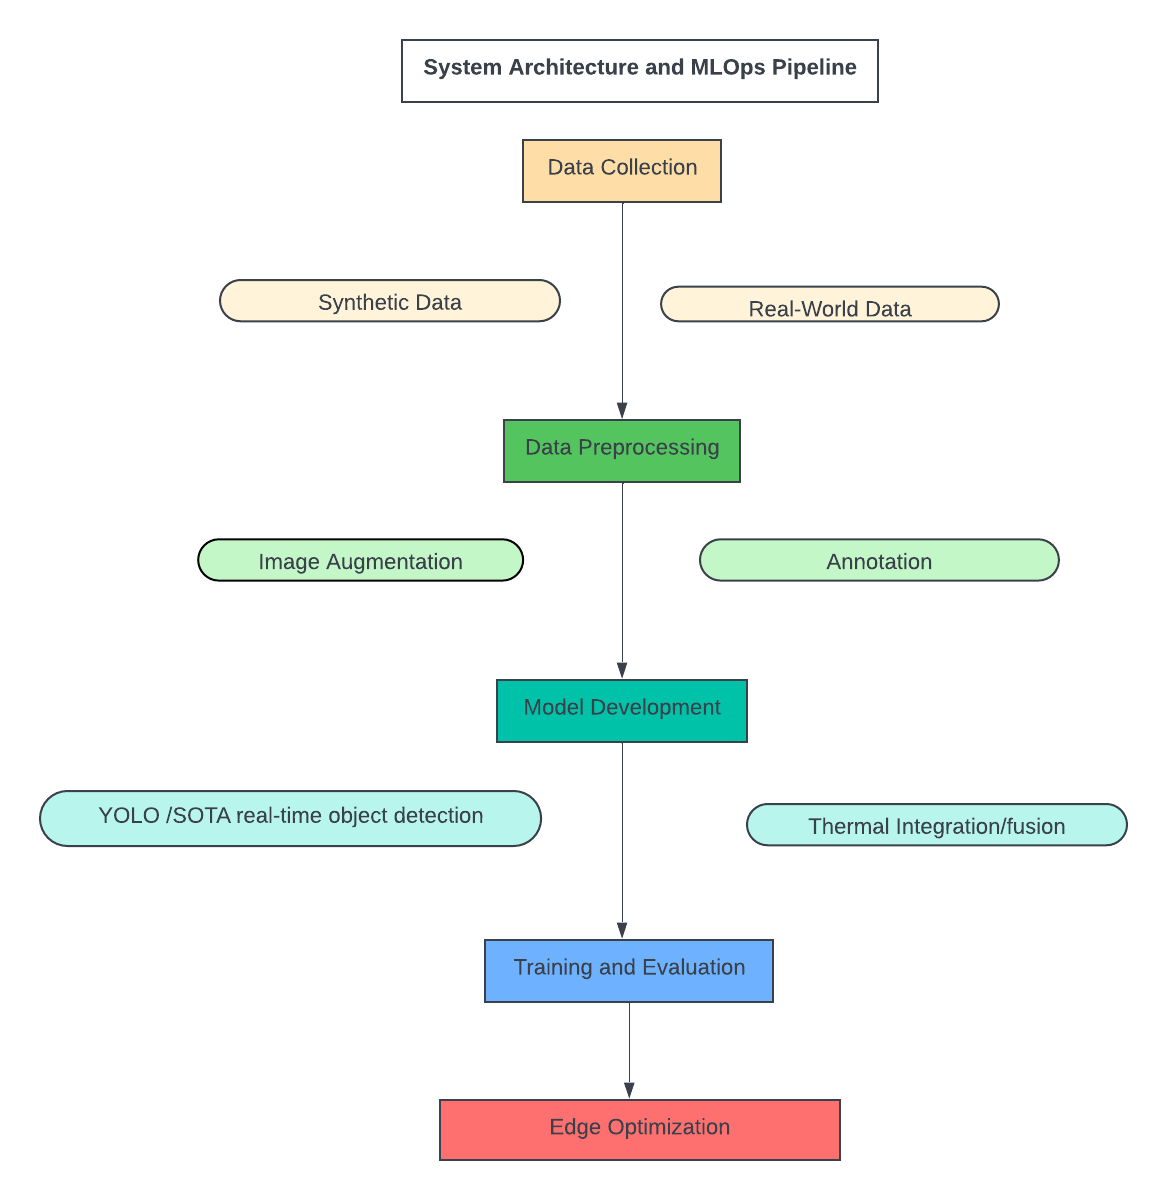 System Architecture and MLOps Pipeline
Data Collection
Synthetic Data
Real-World Data
Data Preprocessing
Image Augmentation
Annotation
Model Development
YOLO /SOTA real-time object detection
Thermal Integration/fusion
Training and Evaluation
Edge Optimization